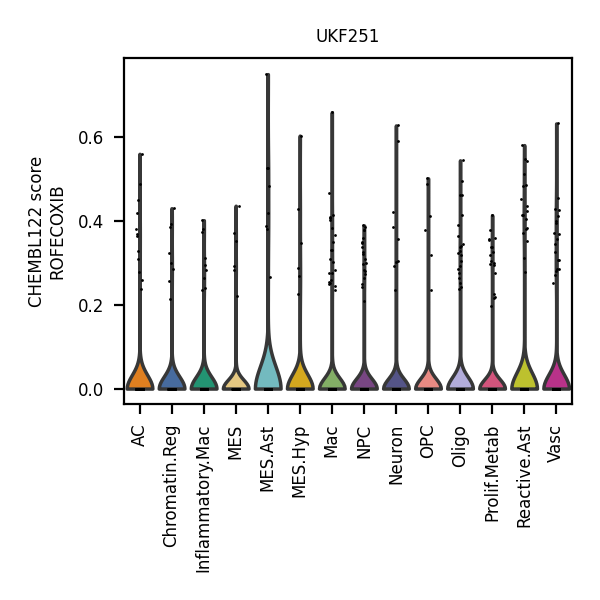 UKF251
CHEMBL122 score
ROFECOXIB
0.6
0.4
0.2
0.0
AC
Chromatin.Reg
Inflammatory.Mac
MES
MES.Ast
MES.Hyp
Mac
NPC
Neuron
OPC
Oligo
Prolif.Metab
Reactive.Ast
Vasc